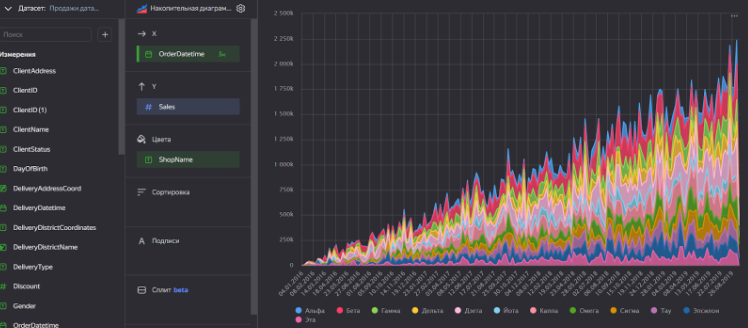 Датасет: Продажи дата...
Поиск
Измерения
ClientAddress
ClientID
ClientID (1)
ClientName
ClientStatus
DayOfBirth
DeliveryAddressCoord
DeliveryDatetime
DeliveryDistrictCoordinates
DeliveryDistrictName
DeliveryType
Discount
Gender
OrderDatetime
Накопительная диаграм...
X
OrderDatetime
Y
Sales
Цвета
ShopName
Сортировка
Подписи
Сплит beta
2 500k
2 250k
2 000k
1 750k
1 500k
1 250k
1 000k
750k
500k
250k
0
Альфа Бета Гамма Дельта Дзета Йота Каппа Омега Сигма Тау Эпсилон
Эта